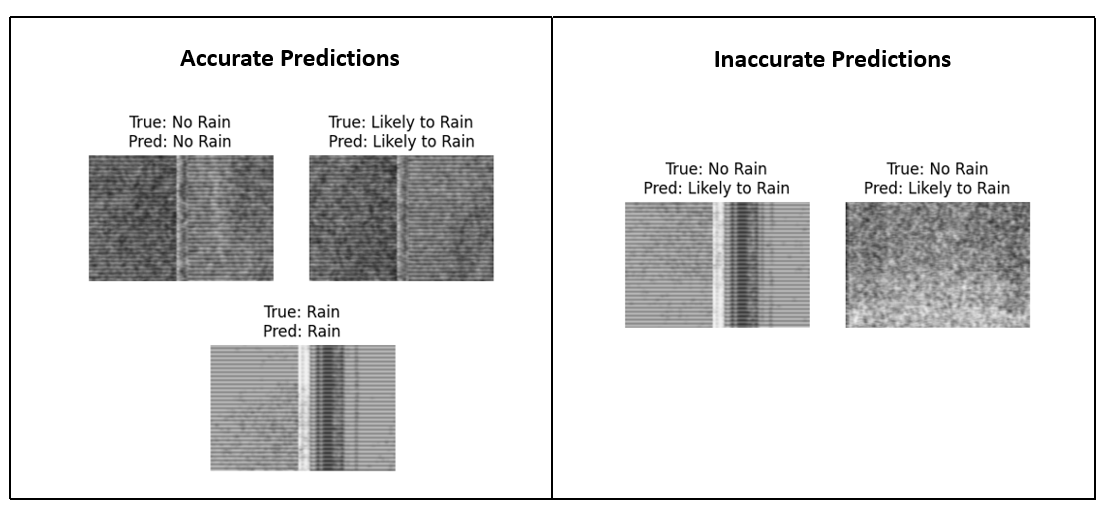 Accurate Predictions
True: No Rain
Pred: No Rain
True: Likely to Rain
Pred: Likely to Rain
True: Rain
Pred: Rain
Inaccurate Predictions
True: No Rain
Pred: Likely to Rain
True: No Rain
Pred: Likely to Rain